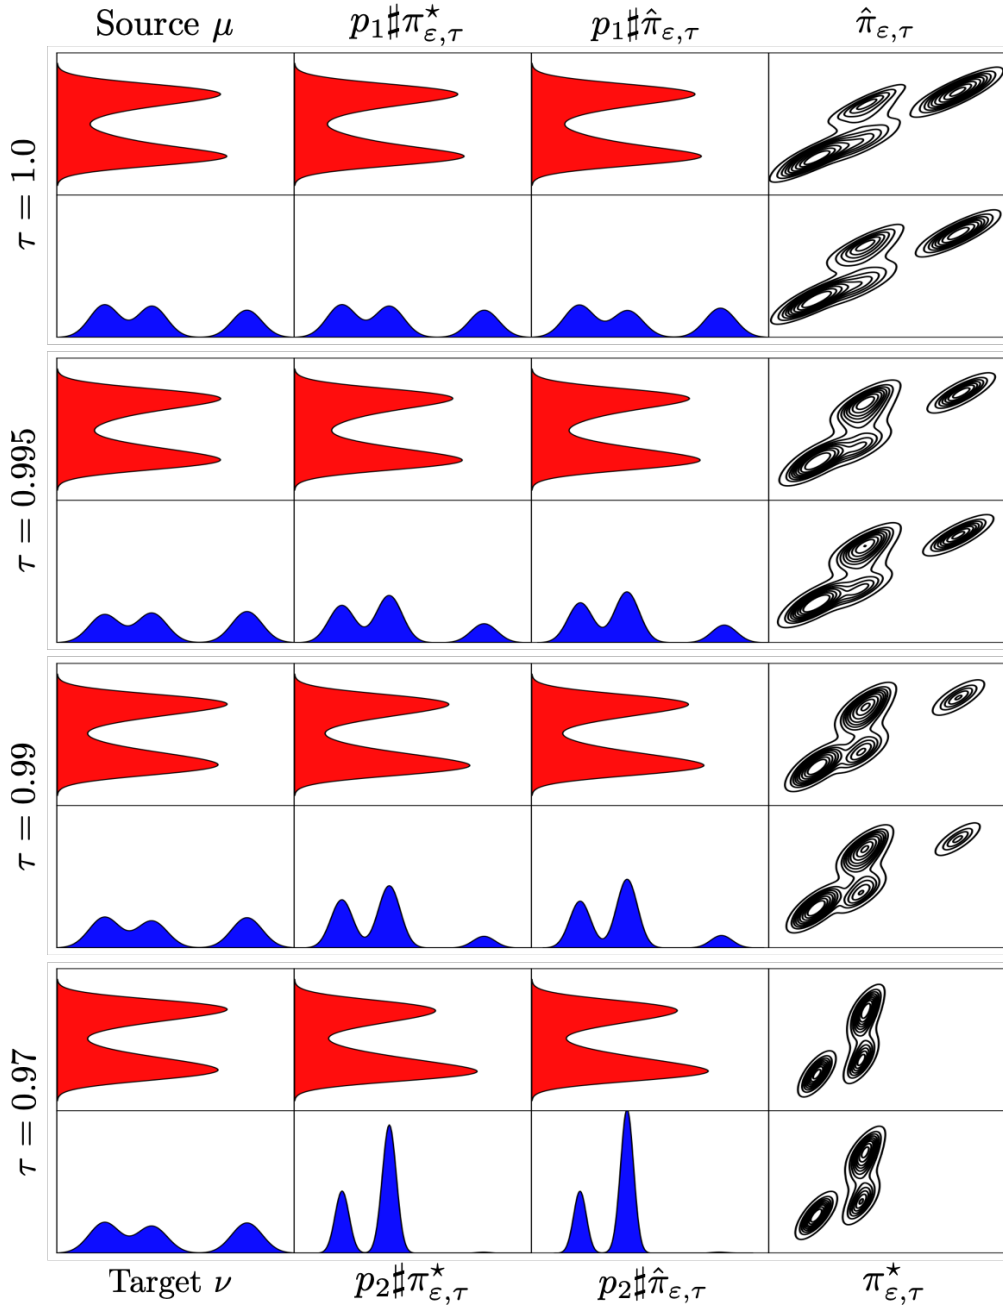 Source μ p₁♯π⋆ε,τ p₁♯π̂ε,τ π̂ε,τ
τ = 1.0
τ = 0.995
τ = 0.99
τ = 0.97
Target ν p₂♯π⋆ε,τ p₂♯π̂ε,τ π⋆ε,τ